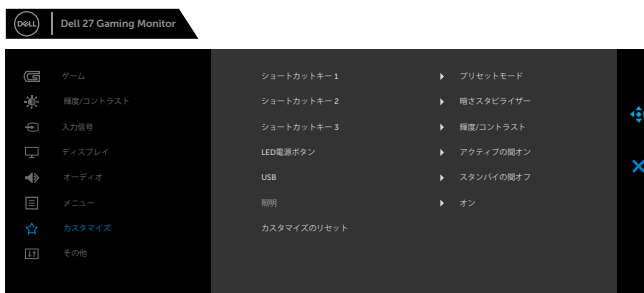 DELL Dell 27 Gaming Monitor
ゲーム ショートカットキー 1 プリセットモード
輝度/コントラスト ショートカットキー 2 暗さスタビライザー
入力信号 ショートカットキー 3 輝度/コントラスト
ディスプレイ LED電源ボタン アクティブの間オン
オーディオ USB スタンバイの間オフ
メニュー 照明 オン
カスタマイズ カスタマイズのリセット
その他